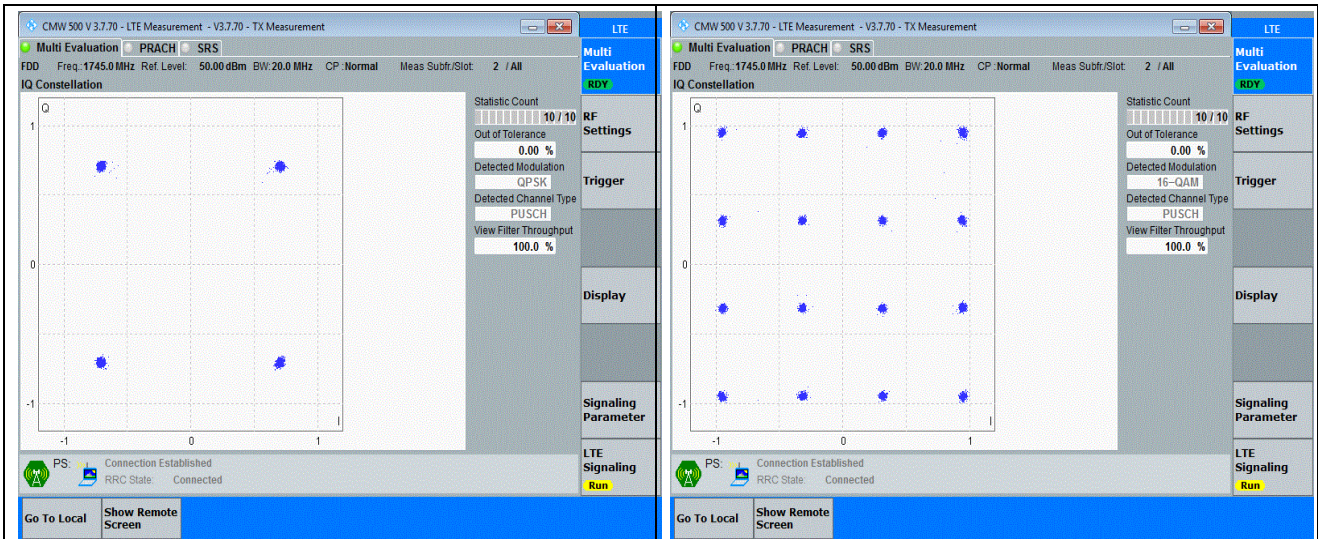 CMW 500 V 3.7.70 - LTE Measurement - V3.7.70 - TX Measurement
LTE
Multi Evaluation PRACH SRS
Multi
Evaluation
RDY
FDD Freq.:1745.0 MHz Ref. Level: 50.00 dBm BW:20.0 MHz CP :Normal Meas Subfr./Slot: 2 / All
IQ Constellation
Q
1
0
-1
I
-1 0 1
Statistic Count
10 / 10
Out of Tolerance
0.00 %
Detected Modulation
QPSK
Detected Channel Type
PUSCH
View Filter Throughput
100.0 %
RF
Settings
Trigger
Display
Signaling
Parameter
LTE
Signaling
Run
PS: Connection Established
RRC State: Connected
Go To Local
Show Remote
Screen
CMW 500 V 3.7.70 - LTE Measurement - V3.7.70 - TX Measurement
LTE
Multi Evaluation PRACH SRS
Multi
Evaluation
RDY
FDD Freq.:1745.0 MHz Ref. Level: 50.00 dBm BW:20.0 MHz CP :Normal Meas Subfr./Slot: 2 / All
IQ Constellation
Q
1
0
-1
I
-1 0 1
Statistic Count
10 / 10
Out of Tolerance
0.00 %
Detected Modulation
16-QAM
Detected Channel Type
PUSCH
View Filter Throughput
100.0 %
RF
Settings
Trigger
Display
Signaling
Parameter
LTE
Signaling
Run
PS: Connection Established
RRC State: Connected
Go To Local
Show Remote
Screen